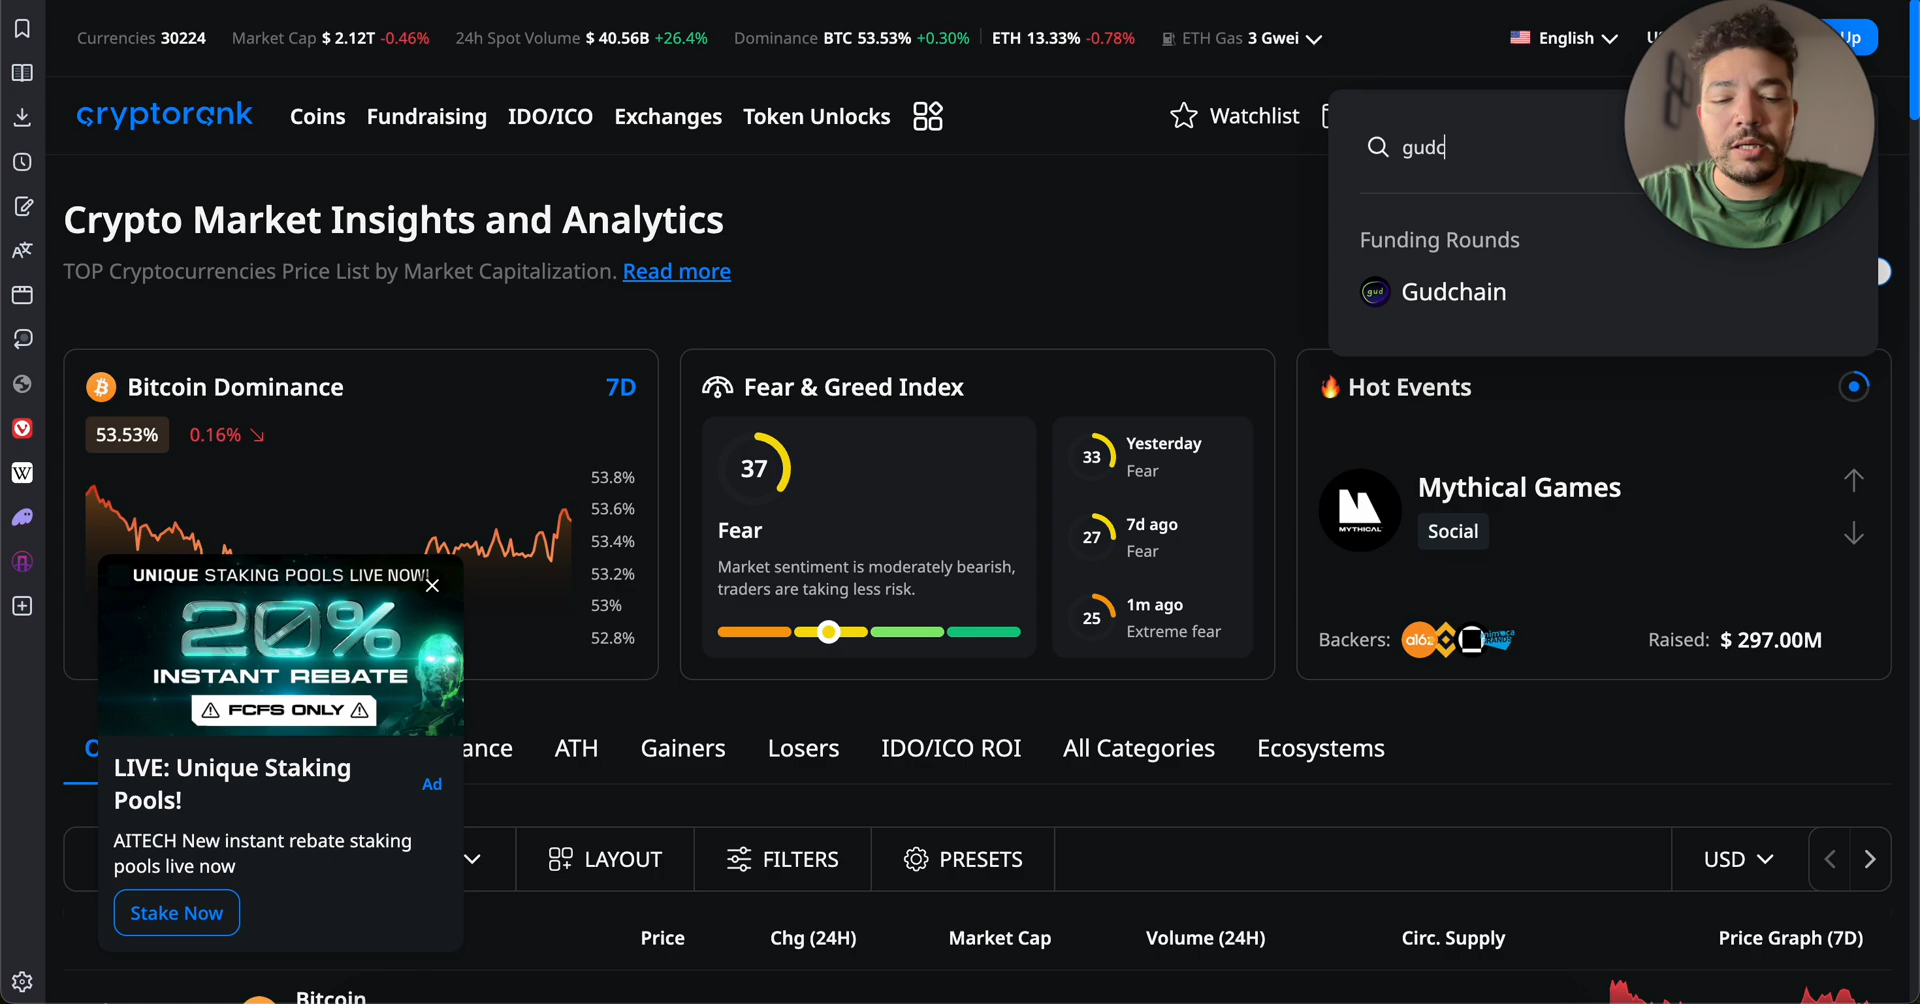 Currencies 30224 Market Cap $ 2.12T -0.46% 24h Spot Volume $ 40.56B +26.4% Dominance BTC 53.53% +0.30% ETH 13.33% -0.78% ETH Gas 3 Gwei English Up
cryptorank Coins Fundraising IDO/ICO Exchanges Token Unlocks Watchlist
gudc
Funding Rounds
gud Gudchain
Crypto Market Insights and Analytics
TOP Cryptocurrencies Price List by Market Capitalization. Read more
Bitcoin Dominance 7D
53.53% 0.16%
53.8%
53.6%
53.4%
53.2%
53%
52.8%
Fear & Greed Index
37
Fear
Market sentiment is moderately bearish,
traders are taking less risk.
33 Yesterday
Fear
27 7d ago
Fear
25 1m ago
Extreme fear
Hot Events
MYTHICAL
Mythical Games
Social
Backers: a16z Raised: $ 297.00M
UNIQUE STAKING POOLS LIVE NOW!
20%
INSTANT REBATE
FCFS ONLY
LIVE: Unique Staking
Pools!
Ad
AITECH New instant rebate staking
pools live now
Stake Now
ance ATH Gainers Losers IDO/ICO ROI All Categories Ecosystems
LAYOUT FILTERS PRESETS USD
Price Chg (24H) Market Cap Volume (24H) Circ. Supply Price Graph (7D)
Bitcoin